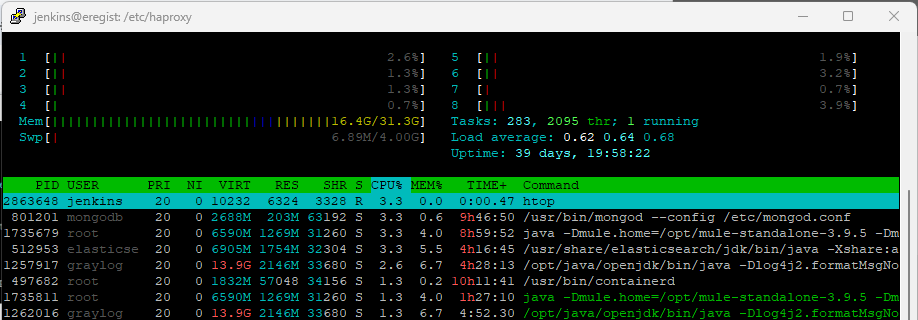 jenkins@eregist: /etc/haproxy
1 [|| 2.6%] 5 [|| 1.9%]
2 [|| 1.3%] 6 [|| 3.2%]
3 [|| 1.3%] 7 [| 0.7%]
4 [| 0.7%] 8 [||| 3.9%]
Mem[|||||||||||||||||||||||||||||||||||16.4G/31.3G] Tasks: 283, 2095 thr; 1 running
Swp[| 6.89M/4.00G] Load average: 0.62 0.64 0.68
Uptime: 39 days, 19:58:22
PID USER PRI NI VIRT RES SHR S CPU% MEM% TIME+ Command
2863648 jenkins 20 0 10232 6324 3328 R 3.3 0.0 0:00.47 htop
801201 mongodb 20 0 2688M 203M 63192 S 3.3 0.6 9h46:50 /usr/bin/mongod --config /etc/mongod.conf
1735679 root 20 0 6590M 1269M 31260 S 3.3 4.0 8h59:52 java -Dmule.home=/opt/mule-standalone-3.9.5 -Dm
512953 elasticse 20 0 6905M 1754M 32304 S 3.3 5.5 4h16:45 /usr/share/elasticsearch/jdk/bin/java -Xshare:a
1257917 graylog 20 0 13.9G 2146M 33680 S 2.6 6.7 4h28:13 /opt/java/openjdk/bin/java -Dlog4j2.formatMsgNo
497682 root 20 0 1832M 57048 34156 S 1.3 0.2 10h11:41 /usr/bin/containerd
1735811 root 20 0 6590M 1269M 31260 S 1.3 4.0 1h27:10 java -Dmule.home=/opt/mule-standalone-3.9.5 -Dm
1262016 graylog 20 0 13.9G 2146M 33680 S 1.3 6.7 4:52.30 /opt/java/openjdk/bin/java -Dlog4j2.formatMsgNo